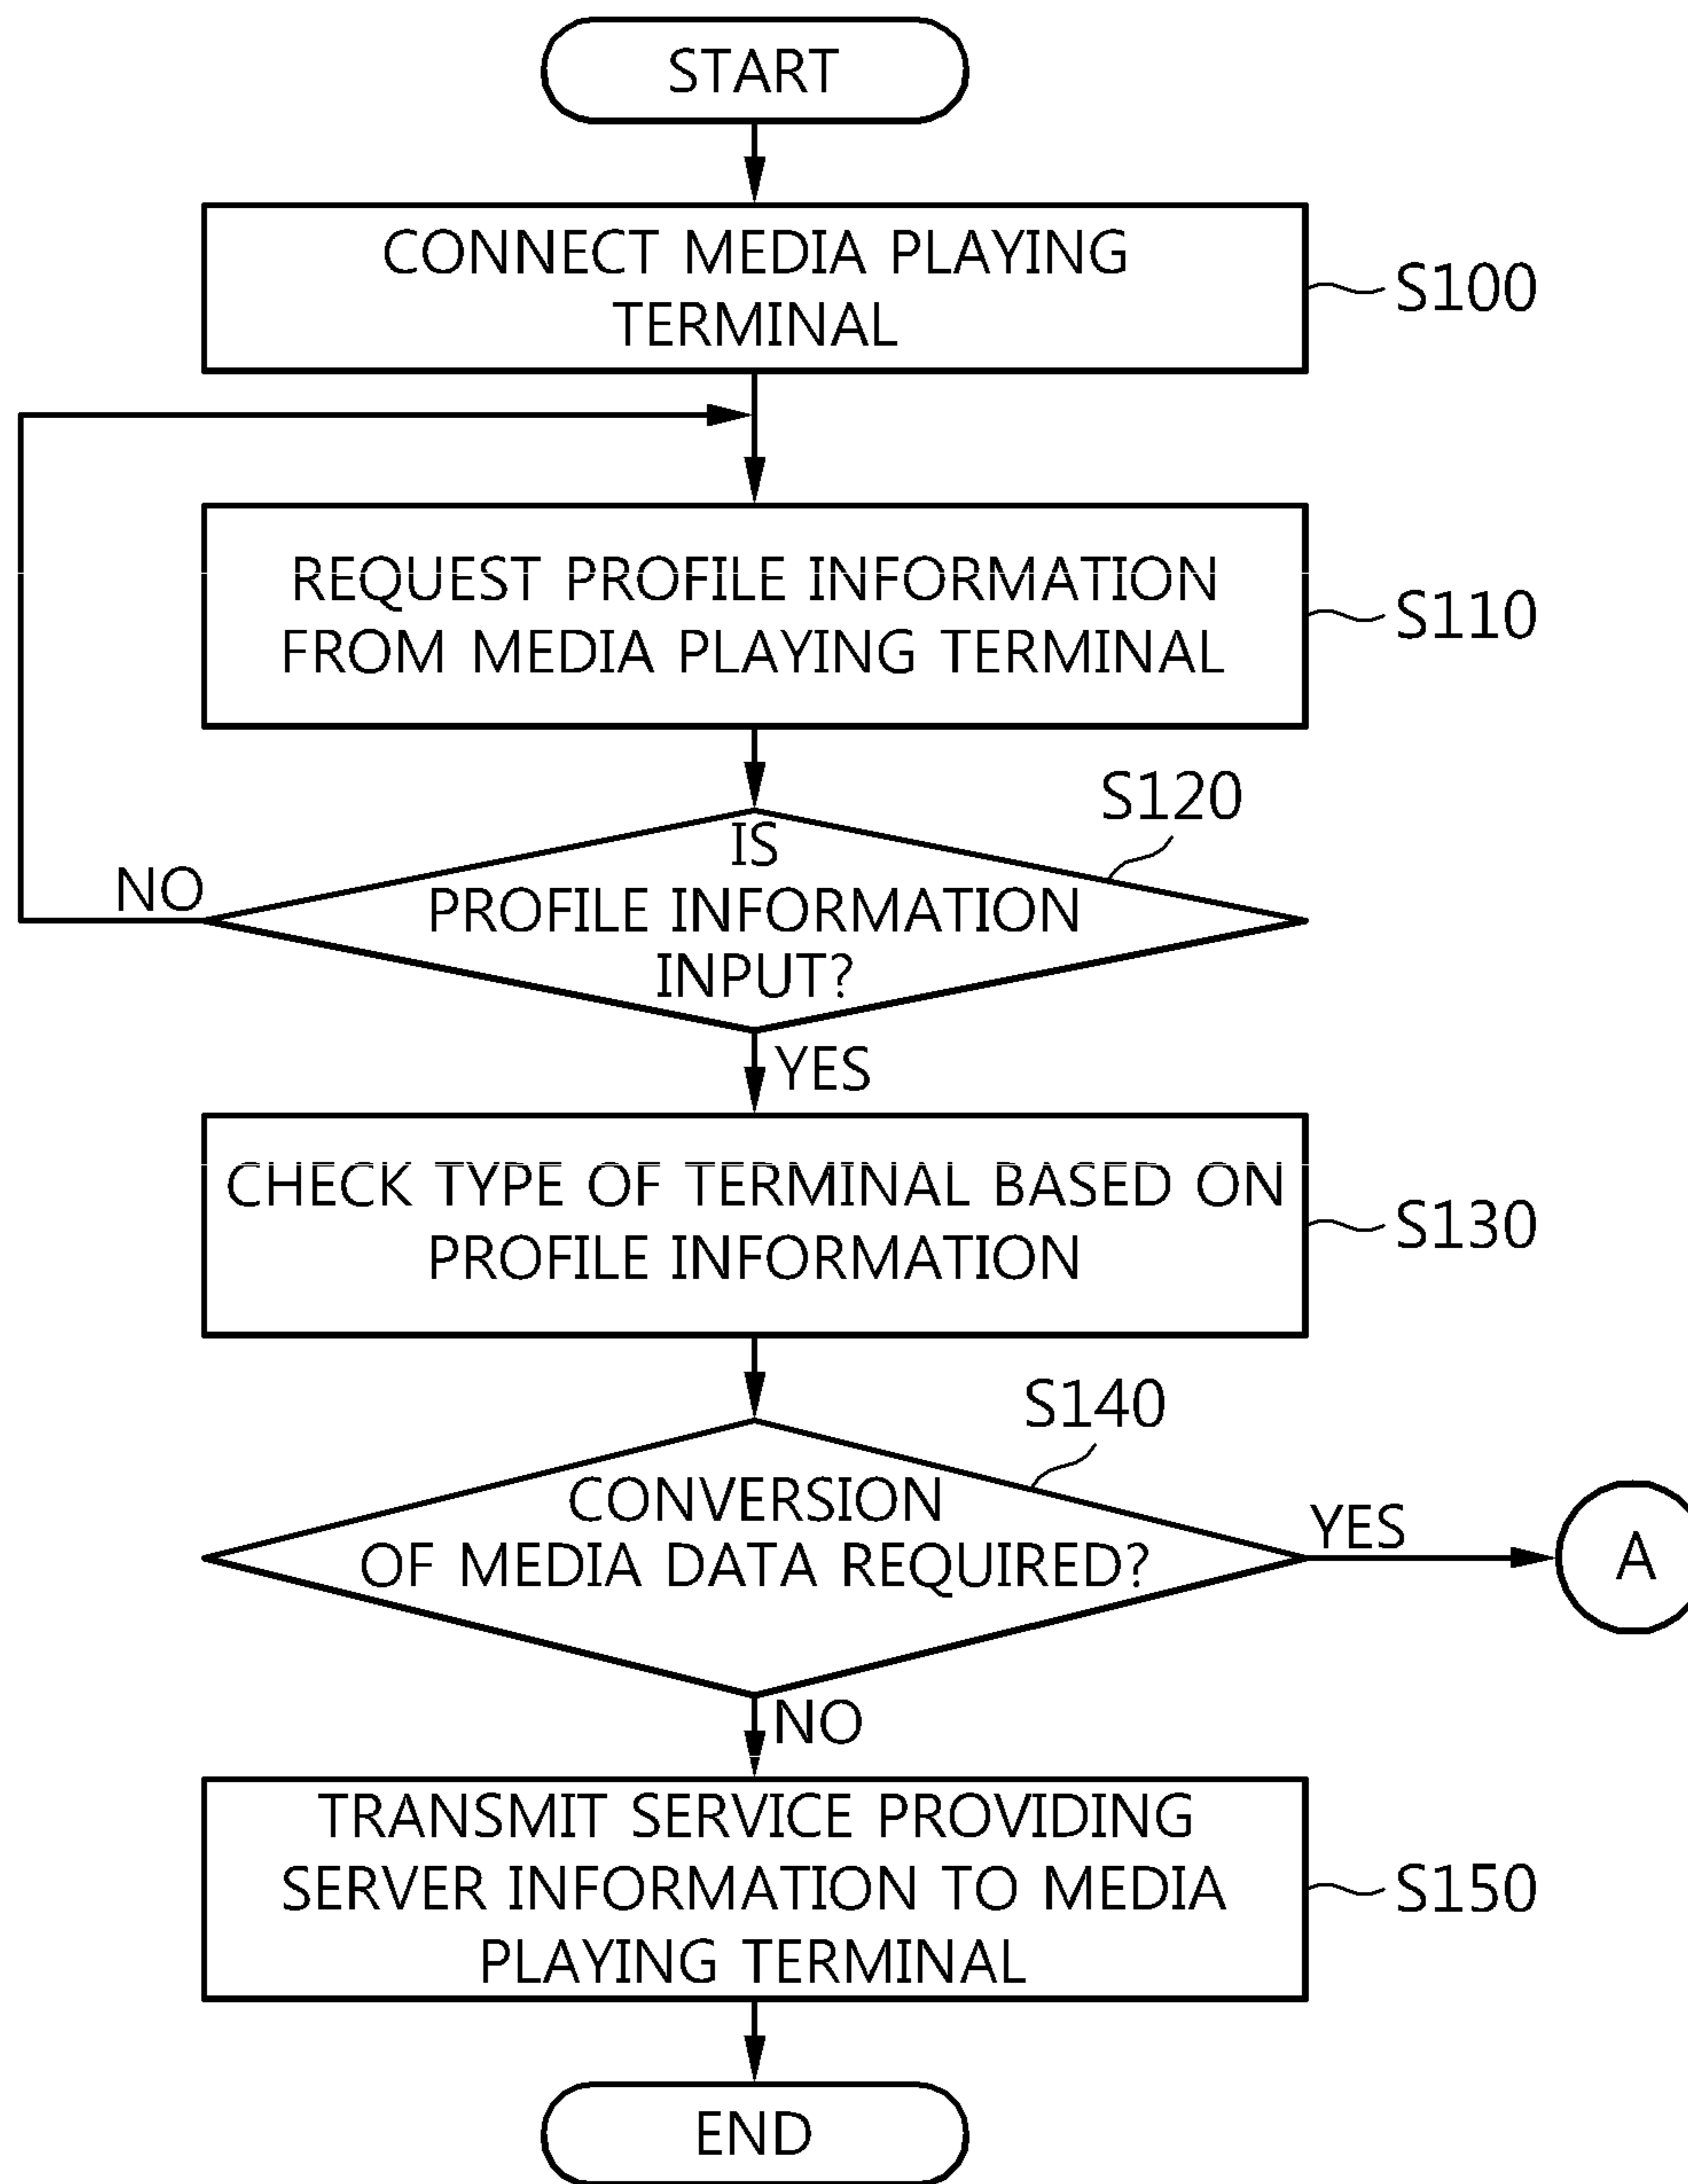 START
CONNECT MEDIA PLAYING
TERMINAL
S100
REQUEST PROFILE INFORMATION
FROM MEDIA PLAYING TERMINAL
S110
S120
IS
PROFILE INFORMATION
INPUT?
NO
YES
CHECK TYPE OF TERMINAL BASED ON
PROFILE INFORMATION
S130
S140
CONVERSION
OF MEDIA DATA REQUIRED?
YES
A
NO
TRANSMIT SERVICE PROVIDING
SERVER INFORMATION TO MEDIA
PLAYING TERMINAL
S150
END